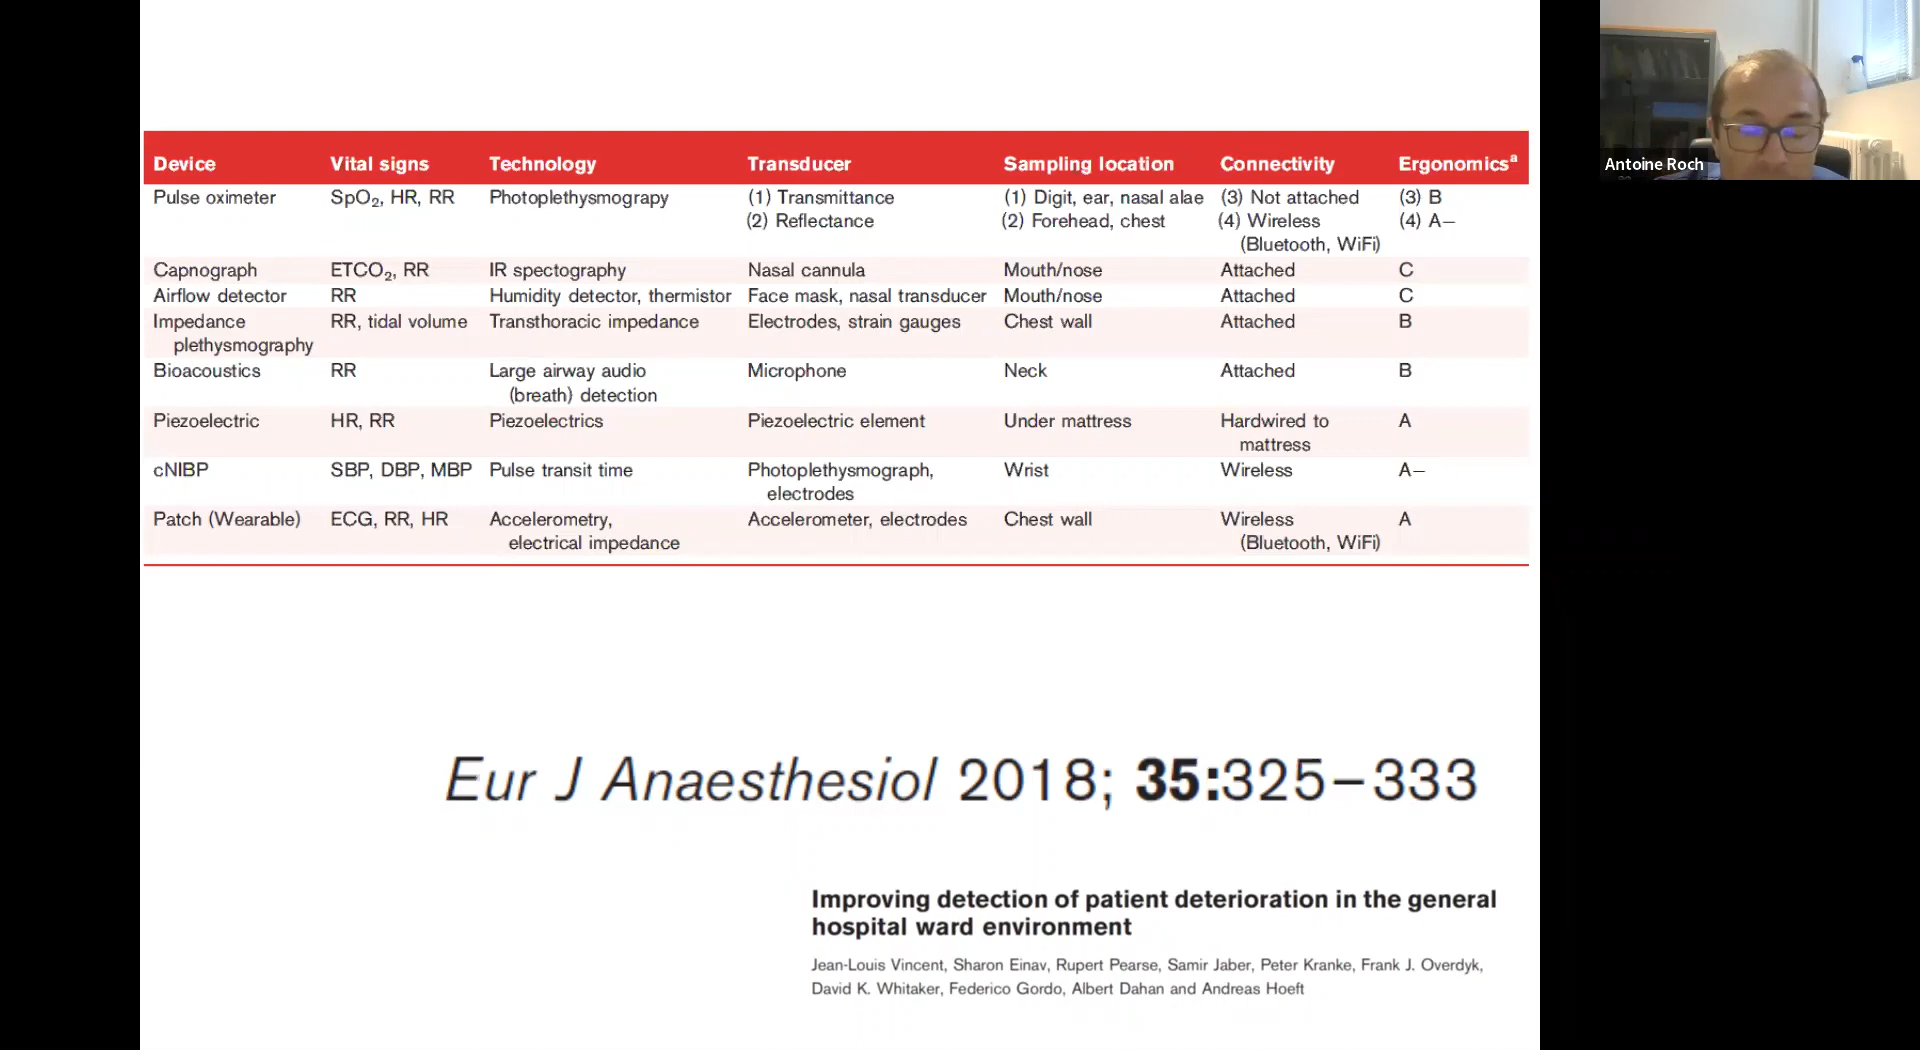 Antoine Roch
Device Vital signs Technology Transducer Sampling location Connectivity Ergonomicsa
Pulse oximeter SpO2, HR, RR Photoplethysmograpy (1) Transmittance (1) Digit, ear, nasal alae (3) Not attached (3) B
(2) Reflectance (2) Forehead, chest (4) Wireless (4) A−
(Bluetooth, WiFi)
Capnograph ETCO2, RR IR spectography Nasal cannula Mouth/nose Attached C
Airflow detector RR Humidity detector, thermistor Face mask, nasal transducer Mouth/nose Attached C
Impedance RR, tidal volume Transthoracic impedance Electrodes, strain gauges Chest wall Attached B
plethysmography
Bioacoustics RR Large airway audio Microphone Neck Attached B
(breath) detection
Piezoelectric HR, RR Piezoelectrics Piezoelectric element Under mattress Hardwired to A
mattress
cNIBP SBP, DBP, MBP Pulse transit time Photoplethysmograph, Wrist Wireless A−
electrodes
Patch (Wearable) ECG, RR, HR Accelerometry, Accelerometer, electrodes Chest wall Wireless A
electrical impedance (Bluetooth, WiFi)
Eur J Anaesthesiol 2018; 35:325–333
Improving detection of patient deterioration in the general
hospital ward environment
Jean-Louis Vincent, Sharon Einav, Rupert Pearse, Samir Jaber, Peter Kranke, Frank J. Overdyk,
David K. Whitaker, Federico Gordo, Albert Dahan and Andreas Hoeft